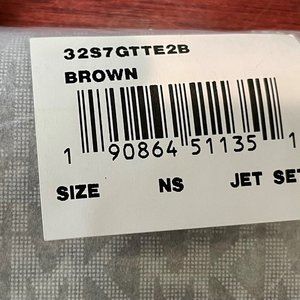 32S7GTTE2B
BROWN
1 90864 51135 1
SIZE NS JET SET